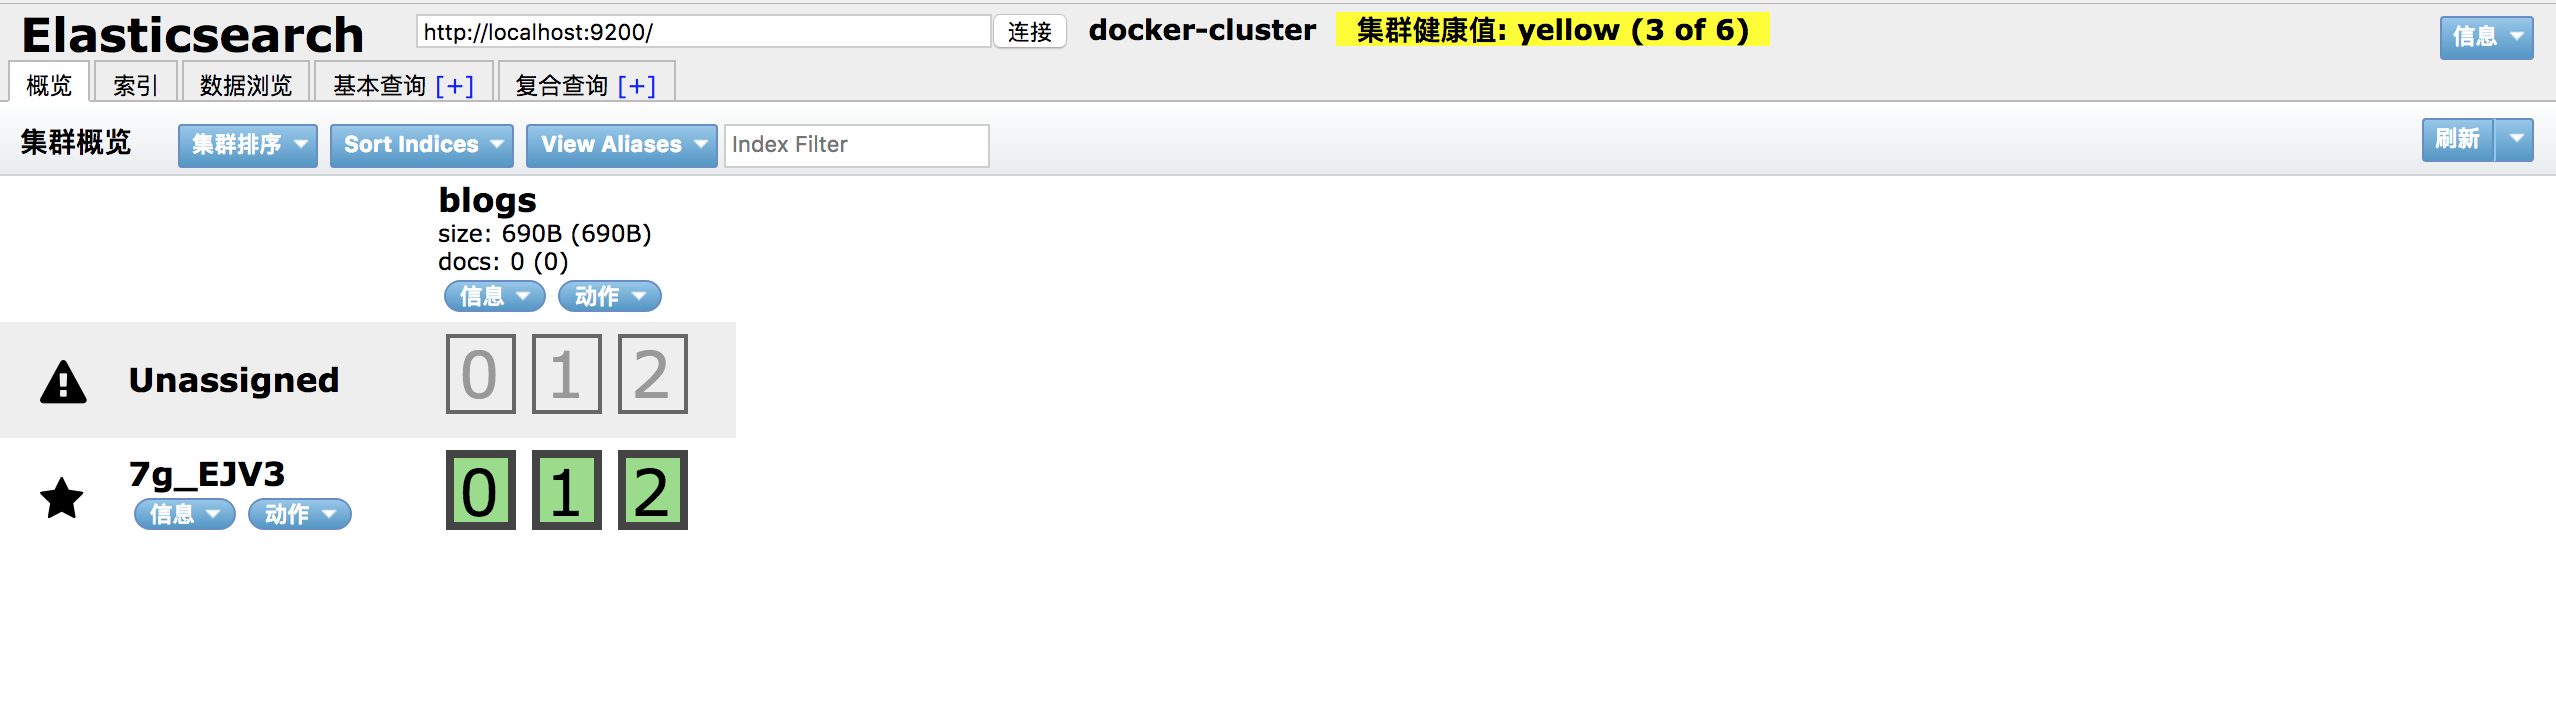 Elasticsearch
http://localhost:9200/ 连接 docker-cluster 集群健康值: yellow (3 of 6) 信息
概览 索引 数据浏览 基本查询 [+] 复合查询 [+]
集群概览 集群排序 Sort Indices View Aliases Index Filter 刷新
blogs
size: 690B (690B)
docs: 0 (0)
信息 动作
Unassigned 0 1 2
7g_EJV3 0 1 2
信息 动作